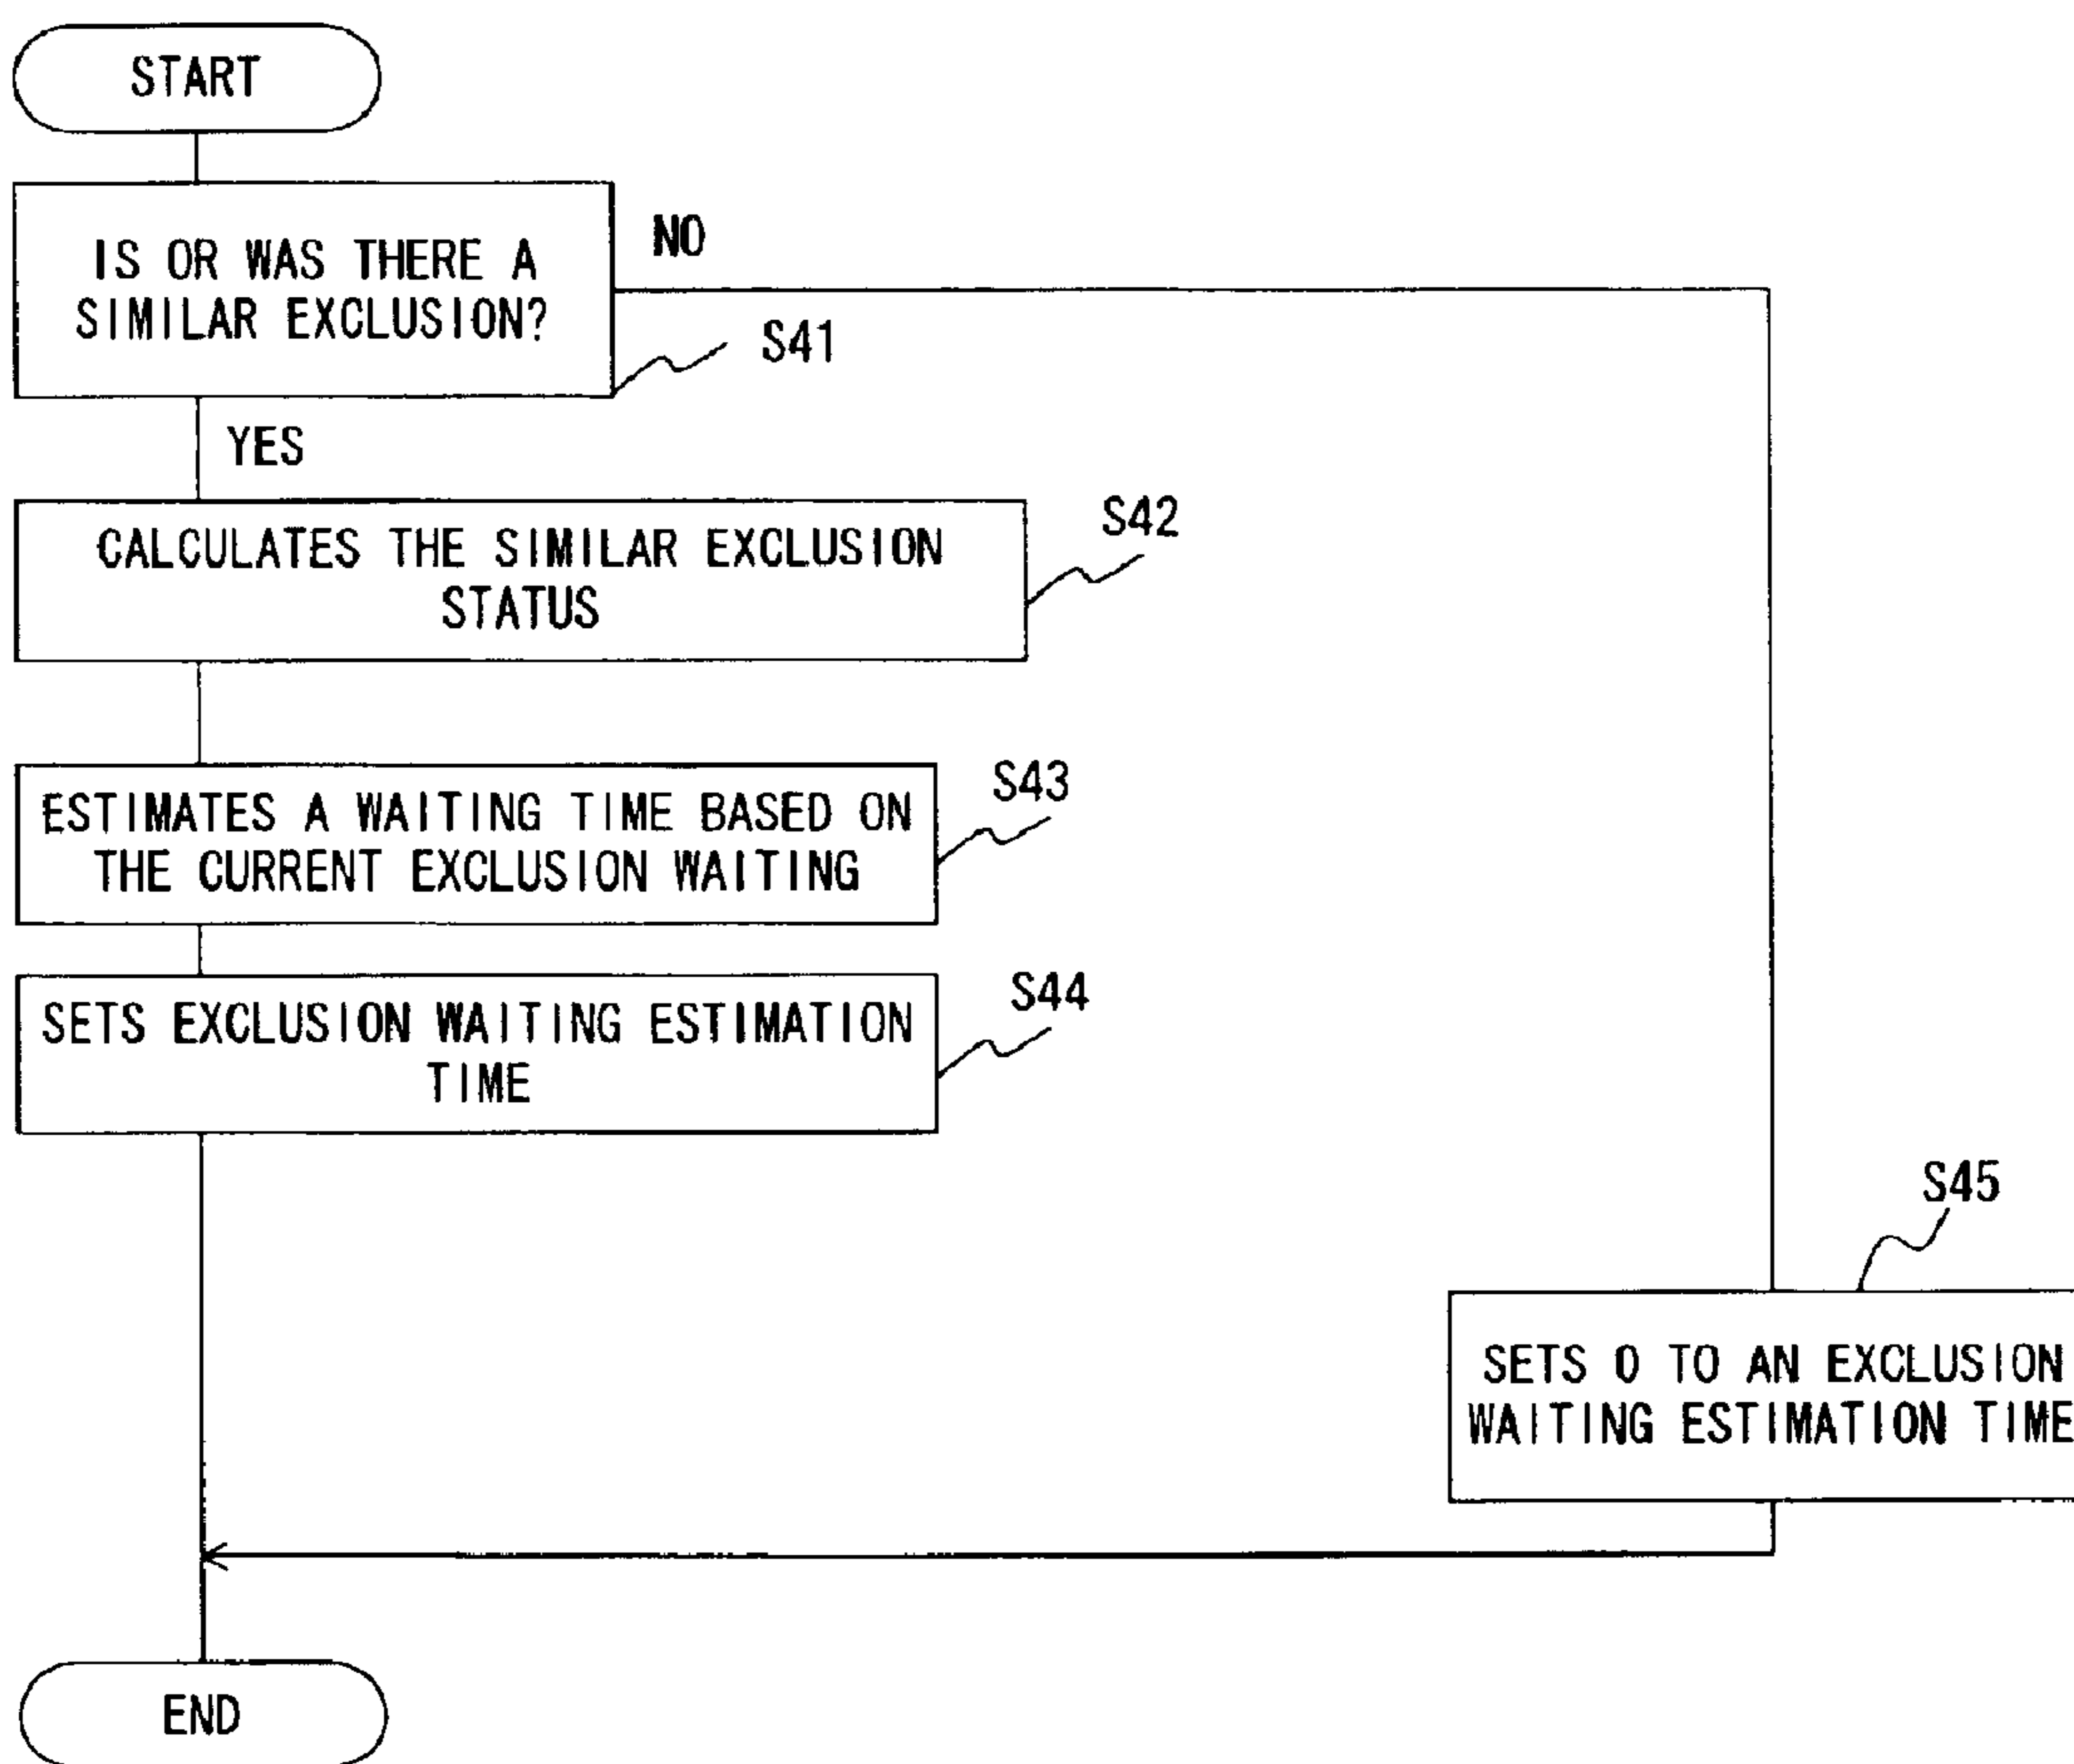 START
IS OR WAS THERE A
SIMILAR EXCLUSION?
NO
S41
YES
CALCULATES THE SIMILAR EXCLUSION
STATUS
S42
ESTIMATES A WAITING TIME BASED ON
THE CURRENT EXCLUSION WAITING
S43
SETS EXCLUSION WAITING ESTIMATION
TIME
S44
S45
SETS 0 TO AN EXCLUSION
WAITING ESTIMATION TIME
END